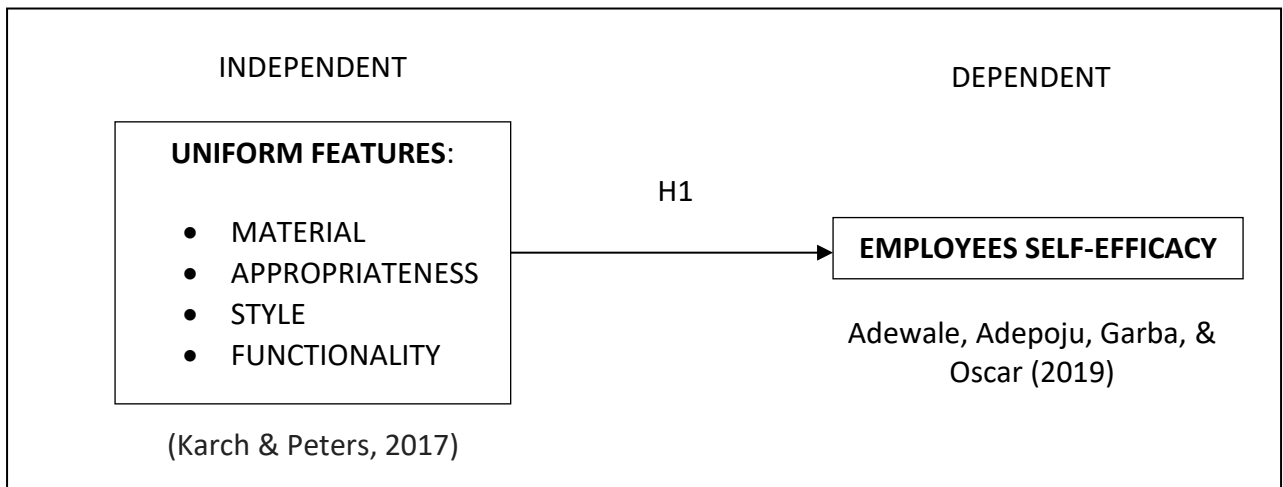 INDEPENDENT
DEPENDENT
UNIFORM FEATURES:
• MATERIAL
• APPROPRIATENESS
• STYLE
• FUNCTIONALITY
(Karch & Peters, 2017)
H1
EMPLOYEES SELF-EFFICACY
Adewale, Adepoju, Garba, &
Oscar (2019)